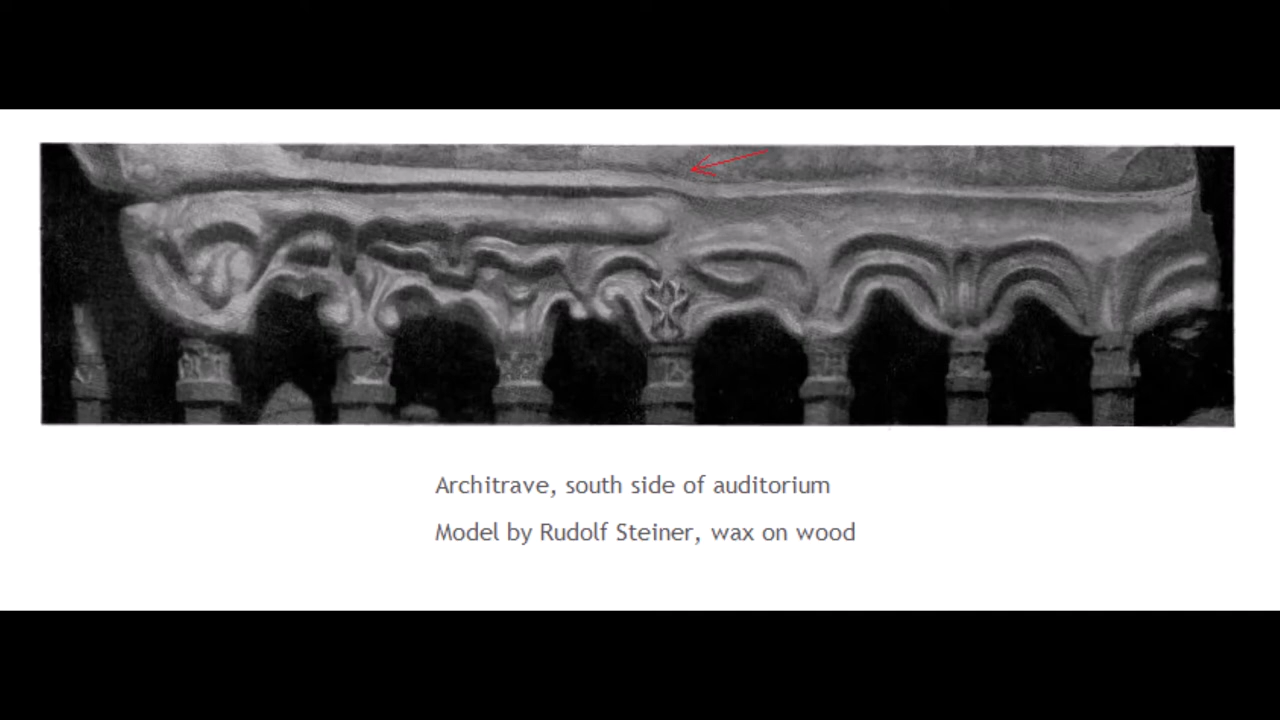 Architrave, south side of auditorium
Model by Rudolf Steiner, wax on wood